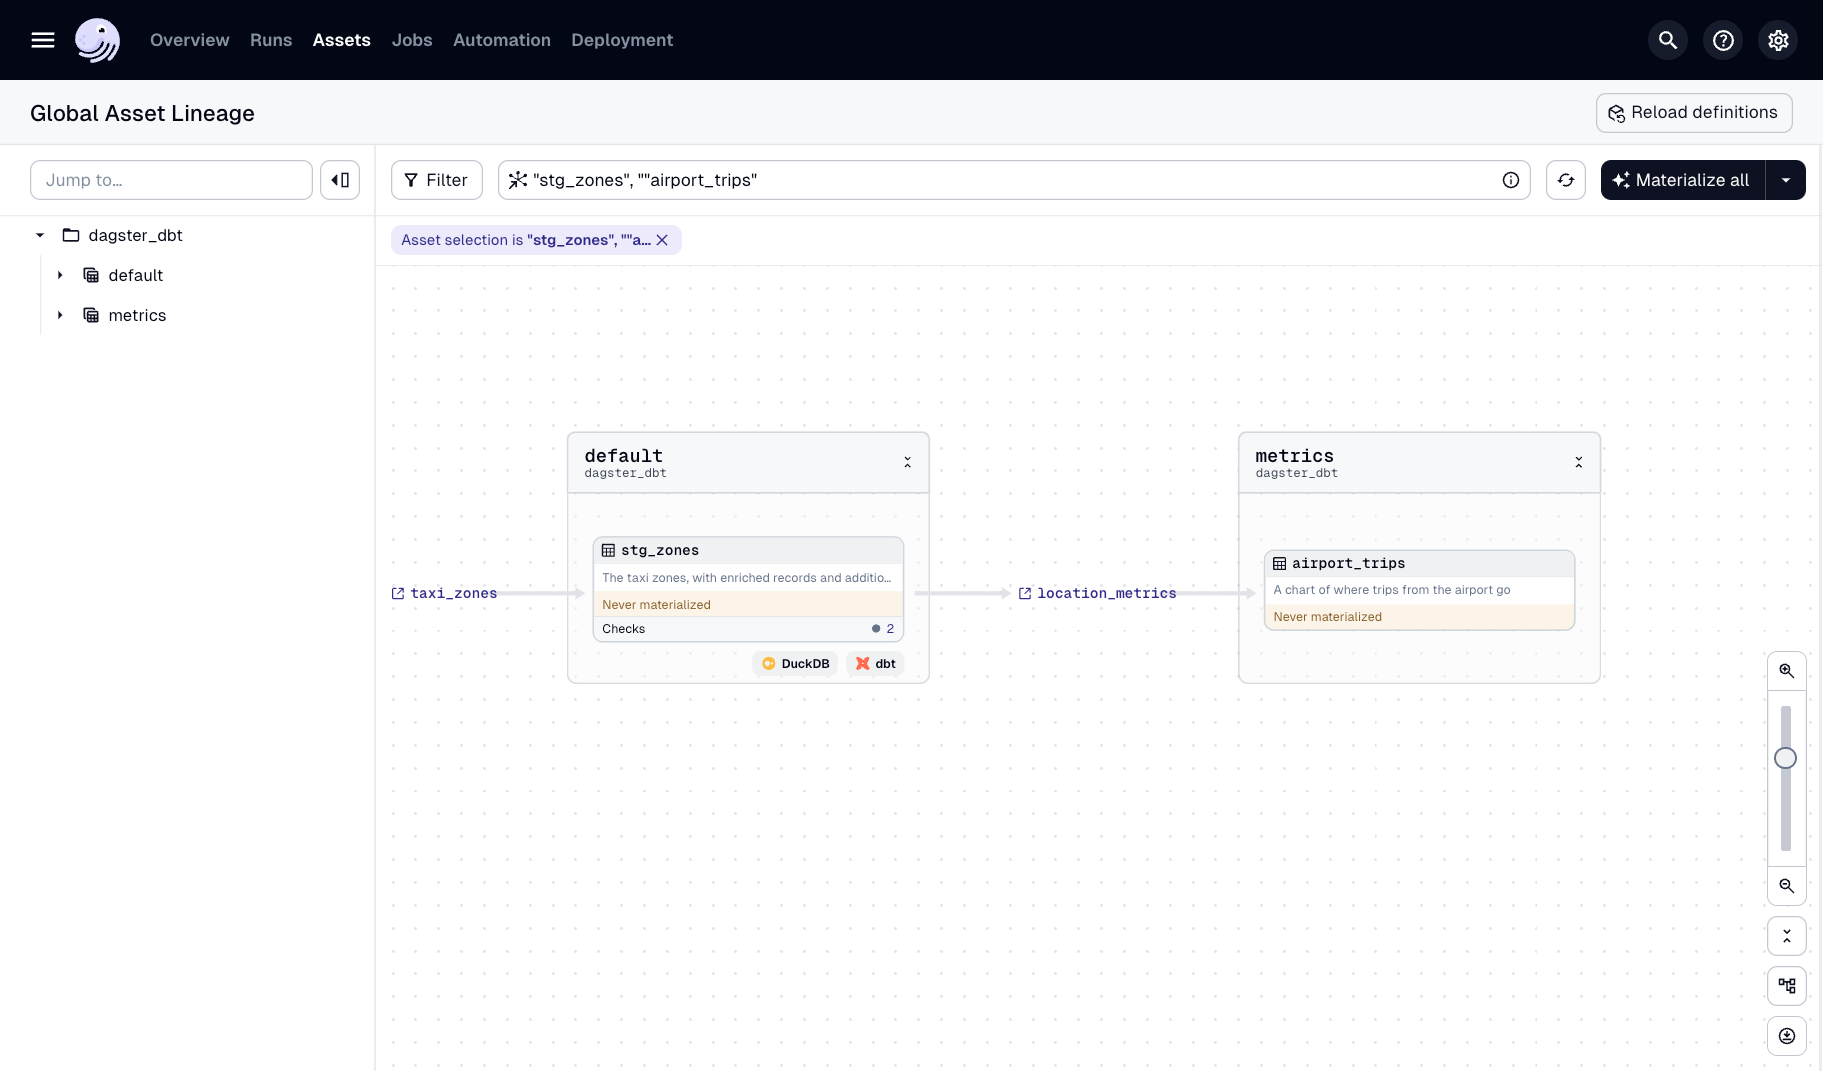 Overview Runs Assets Jobs Automation Deployment
Global Asset Lineage
Reload definitions
Jump to...
Filter
"stg_zones", ""airport_trips"
Materialize all
Asset selection is "stg_zones", ""a...
dagster_dbt
default
metrics
default
dagster_dbt
stg_zones
The taxi zones, with enriched records and additio...
Never materialized
Checks
2
DuckDB
dbt
taxi_zones
location_metrics
metrics
dagster_dbt
airport_trips
A chart of where trips from the airport go
Never materialized